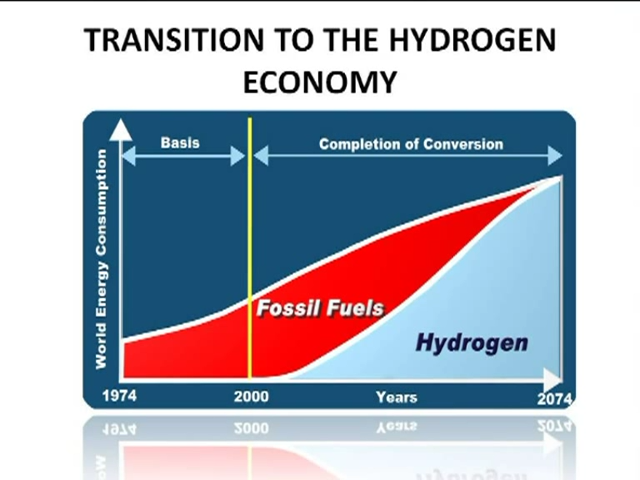 TRANSITION TO THE HYDROGEN
ECONOMY
Basis
Completion of Conversion
World Energy Consumption
Fossil Fuels
Hydrogen
1974
2000
Years
2074